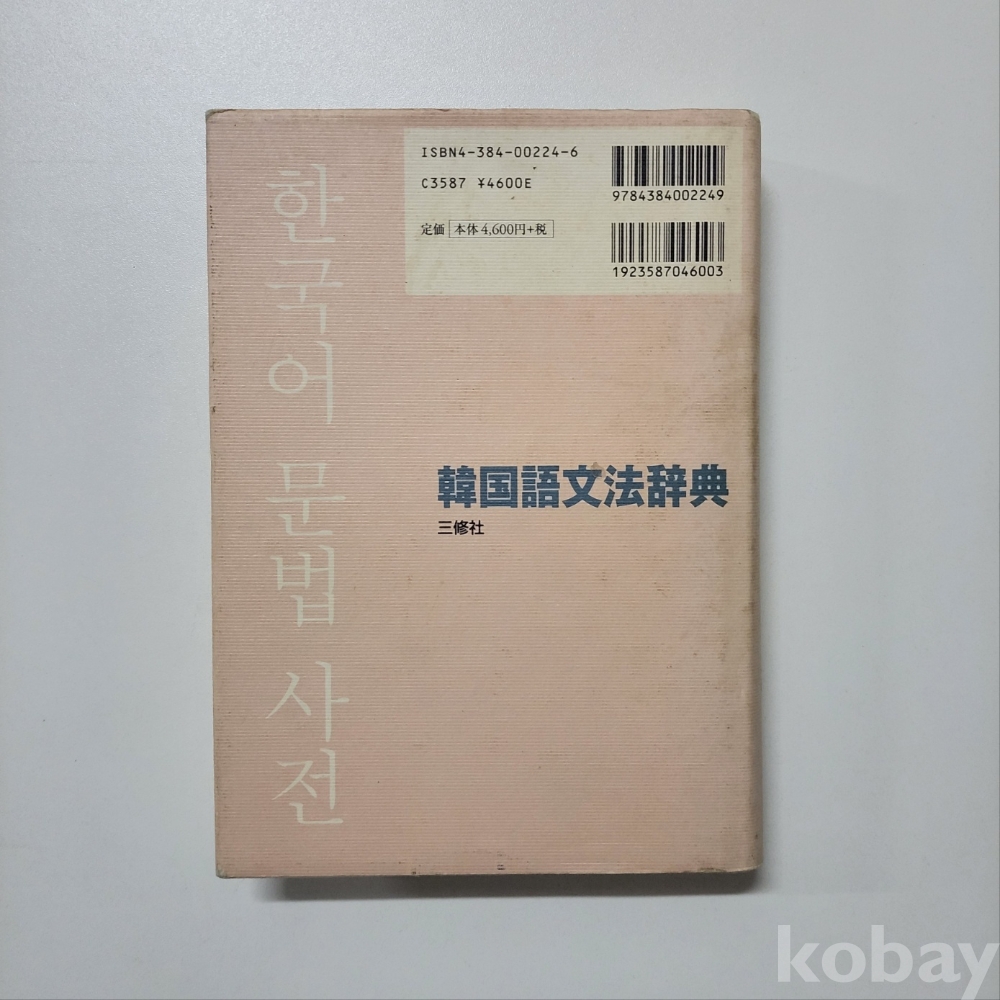 ISBN4-384-00224-6
C3587 ¥4600E
定価 本体4,600円+税
9784384002249
1923587046003
한국어 문법 사전
韓国語文法辞典
三修社
kobay